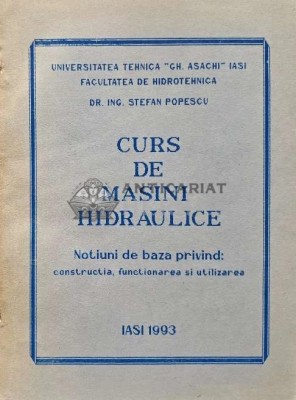 UNIVERSITATEA TEHNICA "GH. ASACHI" IASI
FACULTATEA DE HIDROTEHNICA
DR. ING. STEFAN POPESCU
CURS
DE
MASINI
ANTICARIAT
HIDRAULICE
Notiuni de baza privind:
constructia, functionarea si utilizarea
IASI 1993